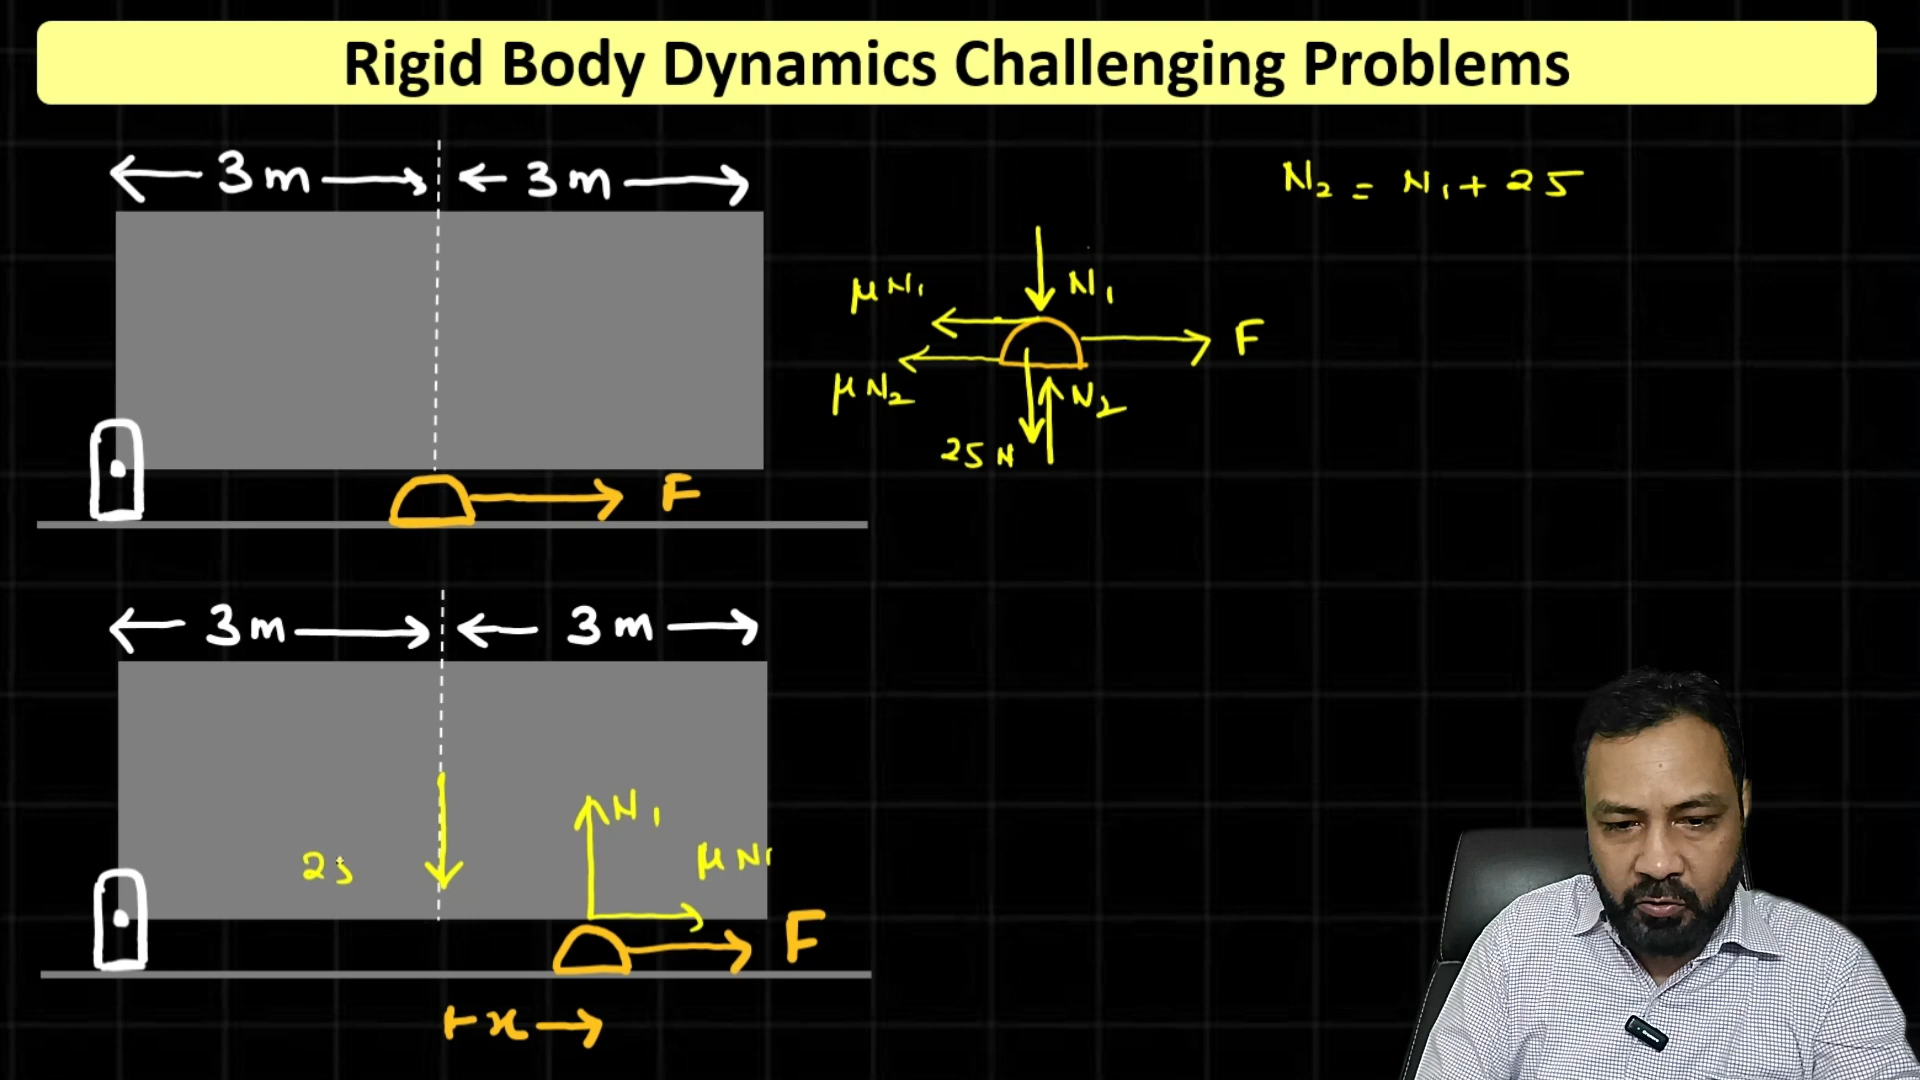 Rigid Body Dynamics Challenging Problems
3m 3m
N₂ = N₁ + 25
μN₁
N₁
F
μN₂
N₂
25N
F
3m 3m
N₁
25
μN₁
F
x